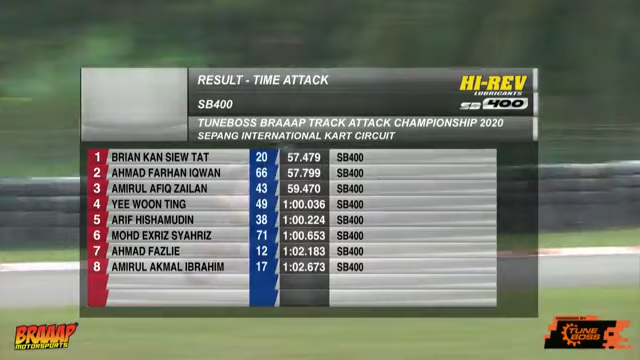 RESULT - TIME ATTACK
HI-REV
LUBRICANTS
SB400
SB 400
TUNEBOSS BRAAAP TRACK ATTACK CHAMPIONSHIP 2020
SEPANG INTERNATIONAL KART CIRCUIT
1 BRIAN KAN SIEW TAT 20 57.479 SB400
2 AHMAD FARHAN IQWAN 66 57.799 SB400
3 AMIRUL AFIQ ZAILAN 43 59.470 SB400
4 YEE WOON TING 49 1:00.036 SB400
5 ARIF HISHAMUDIN 38 1:00.224 SB400
6 MOHD EXRIZ SYAHRIZ 71 1:00.653 SB400
7 AHMAD FAZLIE 12 1:02.183 SB400
8 AMIRUL AKMAL IBRAHIM 17 1:02.673 SB400
BRAAAP
MOTORSPORTS
TUNE
BOSS